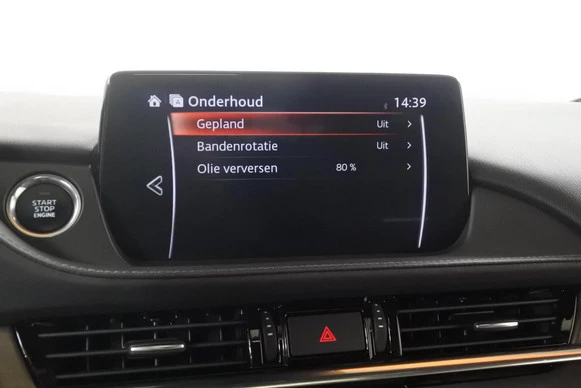 Onderhoud 14:39
Gepland Uit >
Bandenrotatie Uit >
Olie verversen 80 % >
START
STOP
ENGINE